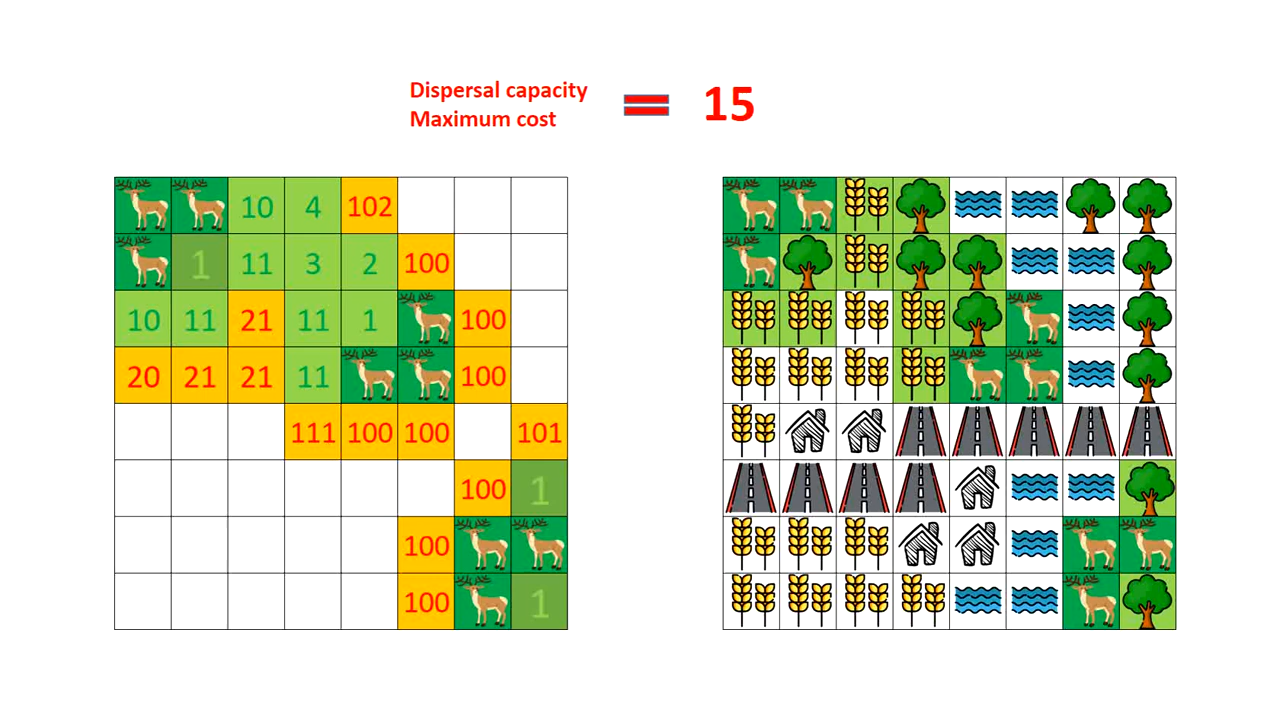 Dispersal capacity
Maximum cost
= 15
10 4 102
1 11 3 2 100
10 11 21 11 1 100
20 21 21 11 100
111 100 100 101
100 1
100
100 1